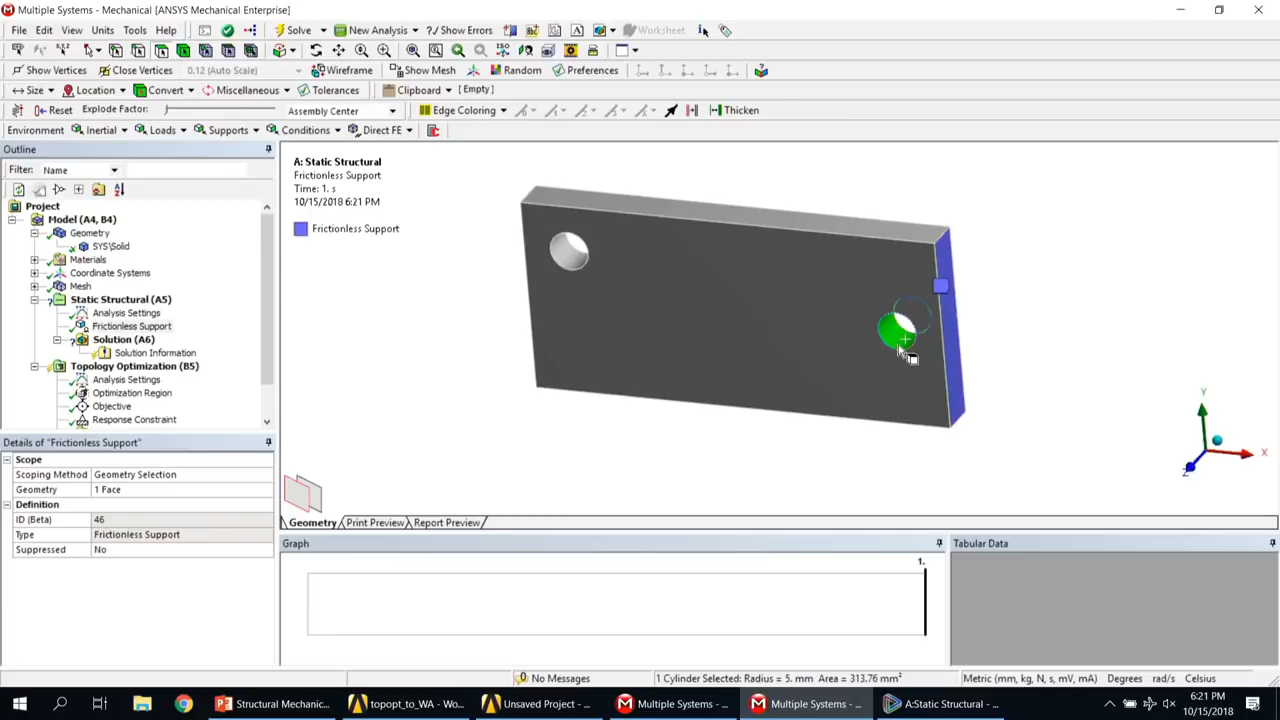 Multiple Systems - Mechanical [ANSYS Mechanical Enterprise]
File Edit View Units Tools Help Solve New Analysis Show Errors Worksheet
Show Vertices Close Vertices 0.12 (Auto Scale) Wireframe Show Mesh Random Preferences
Size Location Convert Miscellaneous Tolerances Clipboard [ Empty ]
Reset Explode Factor: Assembly Center Edge Coloring Thicken
Environment Inertial Loads Supports Conditions Direct FE
Outline
Filter: Name
Project
Model (A4, B4)
Geometry
SYS\Solid
Materials
Coordinate Systems
Mesh
Static Structural (A5)
Analysis Settings
Frictionless Support
Solution (A6)
Solution Information
Topology Optimization (B5)
Analysis Settings
Optimization Region
Objective
Response Constraint
Details of "Frictionless Support"
Scope
Scoping Method Geometry Selection
Geometry 1 Face
Definition
ID (Beta) 46
Type Frictionless Support
Suppressed No
A: Static Structural
Frictionless Support
Time: 1. s
10/15/2018 6:21 PM
Frictionless Support
Y
X
Z
Geometry Print Preview Report Preview
Graph
1.
Tabular Data
No Messages 1 Cylinder Selected: Radius = 5. mm Area = 313.76 mm² Metric (mm, kg, N, s, mV, mA) Degrees rad/s Celsius
Structural Mechanic... topopt_to_WA - Wo... Unsaved Project - ... Multiple Systems - ... Multiple Systems - ... A:Static Structural - ...
6:21 PM
10/15/2018